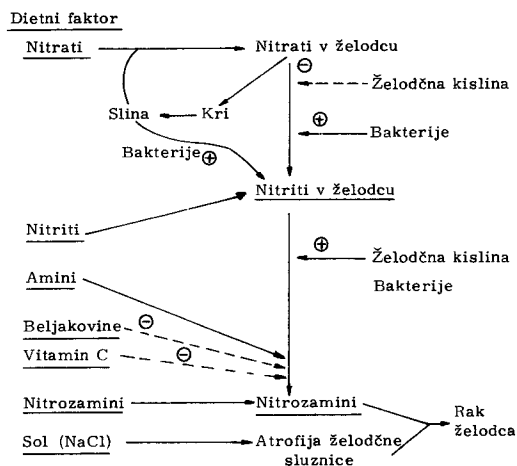 Dietni faktor
Nitrati
Nitrati v želodcu
⊖
Želodčna kislina
Slina
Kri
⊕
Bakterije
Bakterije ⊕
Nitriti v želodcu
Nitriti
⊕
Želodčna kislina
Amini
Bakterije
Beljakovine ⊖
Vitamin C ⊖
Nitrozamini
Nitrozamini
Rak
želodca
Sol (NaCl)
Atrofija želodčne
sluznice